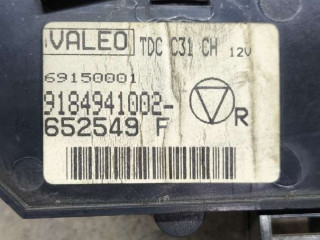 VALEO TDC C31 CH 12V
69150001
9184941002-
652549 F
R